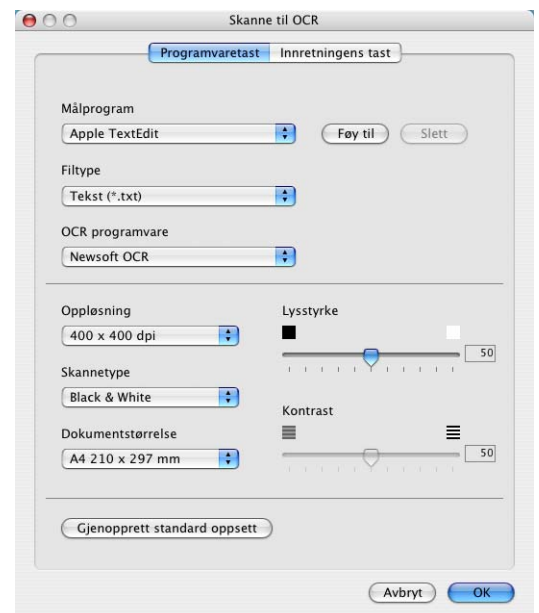 Skanne til OCR
Programvaretast Innretningens tast
Målprogram
Apple TextEdit Føy til Slett
Filtype
Tekst (*.txt)
OCR programvare
Newsoft OCR
Oppløsning Lysstyrke
400 x 400 dpi 50
Skannetype
Black & White
Kontrast
Dokumentstørrelse
A4 210 x 297 mm 50
Gjenopprett standard oppsett
Avbryt OK